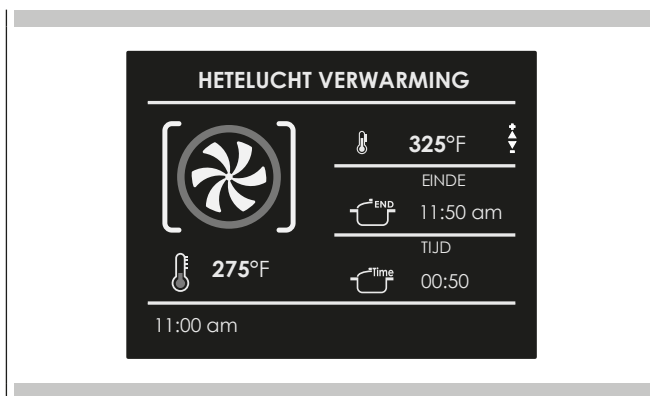 HETELUCHT VERWARMING
325°F
EINDE
END
11:50 am
TIJD
Time
00:50
275°F
11:00 am